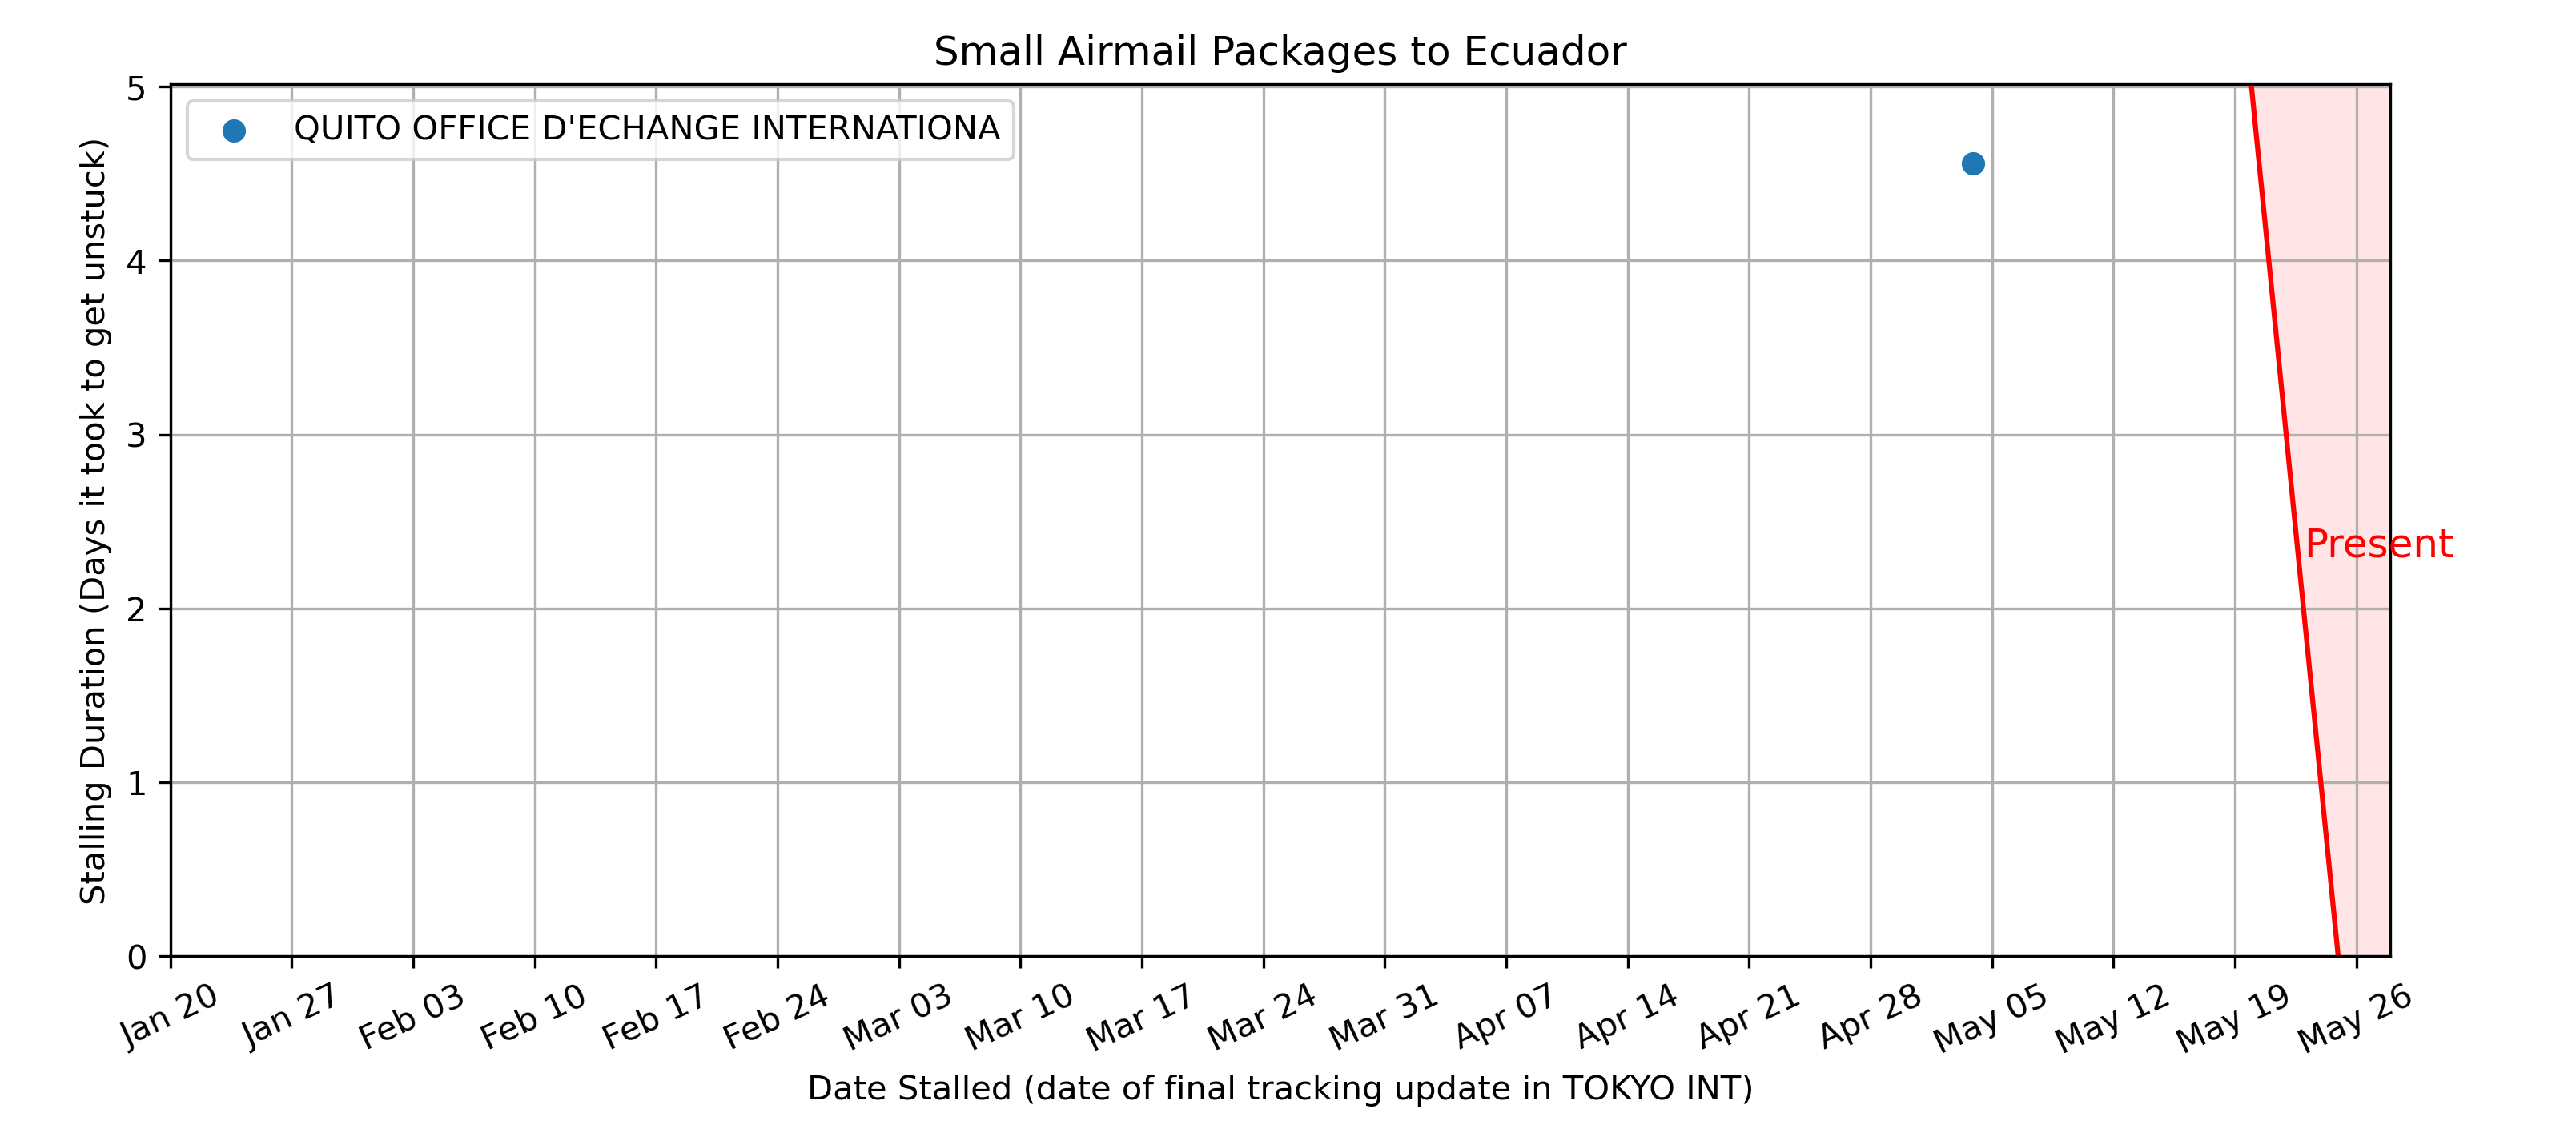 Small Airmail Packages to Ecuador
QUITO OFFICE D'ECHANGE INTERNATIONA
Stalling Duration (Days it took to get unstuck)
5
4
3
2
1
0
Present
Jan 20 Jan 27 Feb 03 Feb 10 Feb 17 Feb 24 Mar 03 Mar 10 Mar 17 Mar 24 Mar 31 Apr 07 Apr 14 Apr 21 Apr 28 May 05 May 12 May 19 May 26
Date Stalled (date of final tracking update in TOKYO INT)